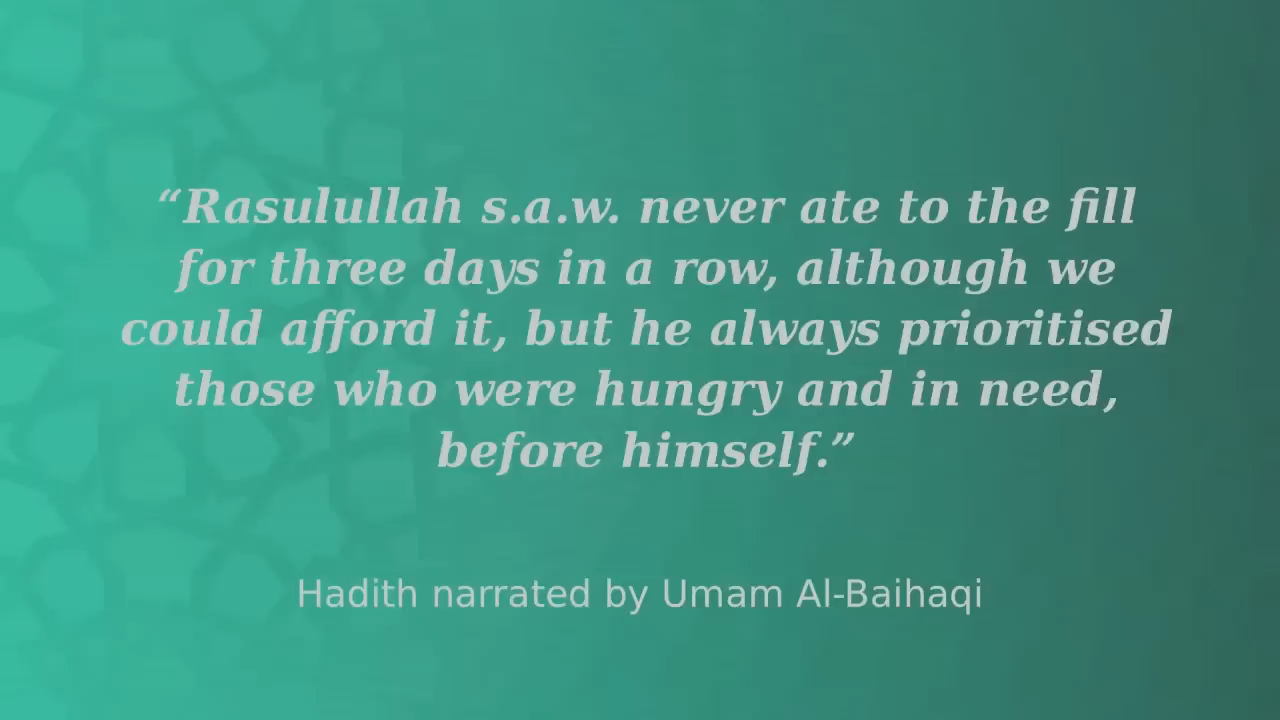 “Rasulullah s.a.w. never ate to the fill
for three days in a row, although we
could afford it, but he always prioritised
those who were hungry and in need,
before himself.”
Hadith narrated by Umam Al-Baihaqi